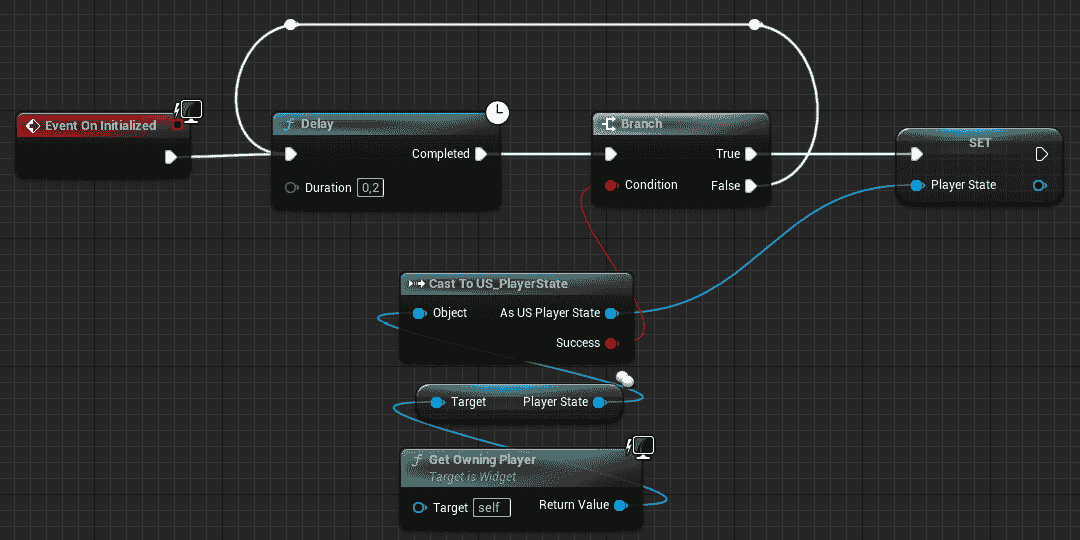 Event On Initialized
Delay
Completed
Duration 0,2
Branch
True
Condition
False
SET
Player State
Cast To US_PlayerState
Object
As US Player State
Success
Target
Player State
f Get Owning Player
Target is Widget
Target self
Return Value